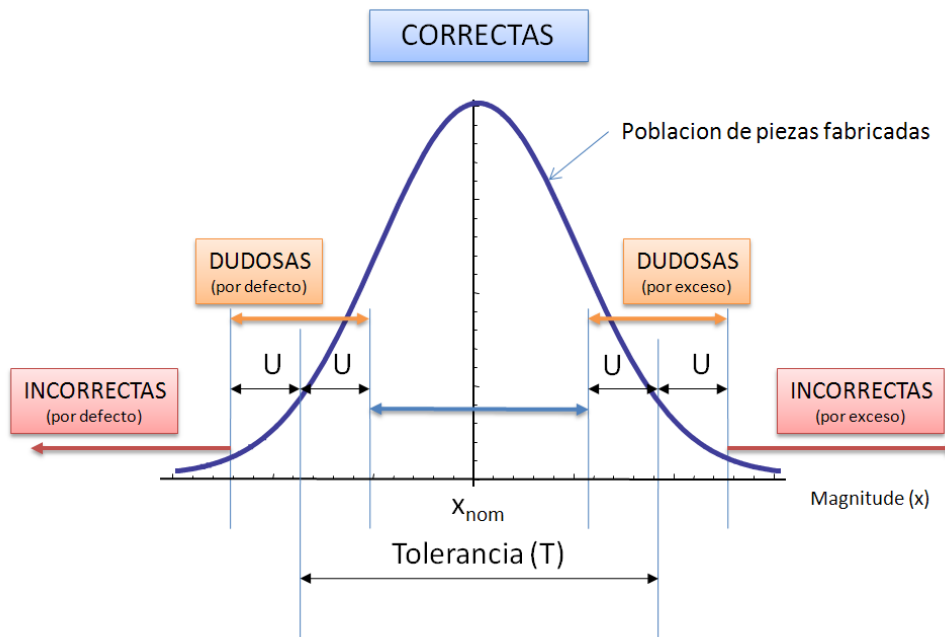 CORRECTAS
Poblacion de piezas fabricadas
DUDOSAS
(por defecto)
DUDOSAS
(por exceso)
U
U
U
U
INCORRECTAS
(por defecto)
INCORRECTAS
(por exceso)
xnom
Magnitude (x)
Tolerancia (T)